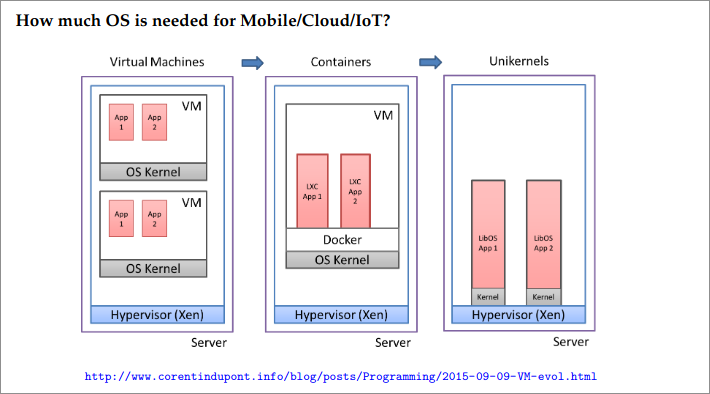 How much OS is needed for Mobile/Cloud/IoT?
Virtual Machines
Containers
Unikernels
VM
App
1
App
2
OS Kernel
VM
App
1
App
2
OS Kernel
Hypervisor (Xen)
Server
VM
LXC
App 1
LXC
App
2
Docker
OS Kernel
Hypervisor (Xen)
Server
LibOS
App 1
LibOS
App 2
Kernel
Kernel
Hypervisor (Xen)
Server
http://www.corentindupont.info/blog/posts/Programming/2015-09-09-VM-evol.html